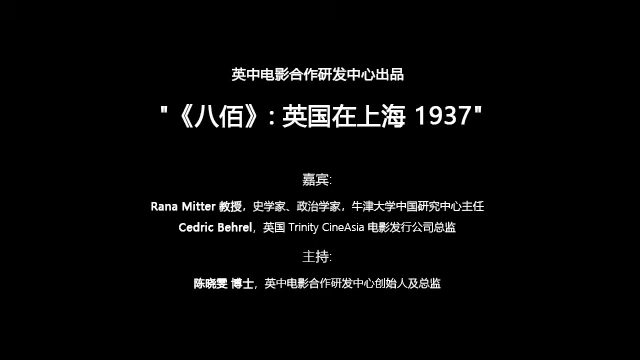 英中电影合作研发中心出品
"《八佰》: 英国在上海 1937"
嘉宾:
Rana Mitter 教授，史学家、政治学家，牛津大学中国研究中心主任
Cedric Behrel，英国 Trinity CineAsia 电影发行公司总监
主持:
陈晓雯 博士，英中电影合作研发中心创始人及总监